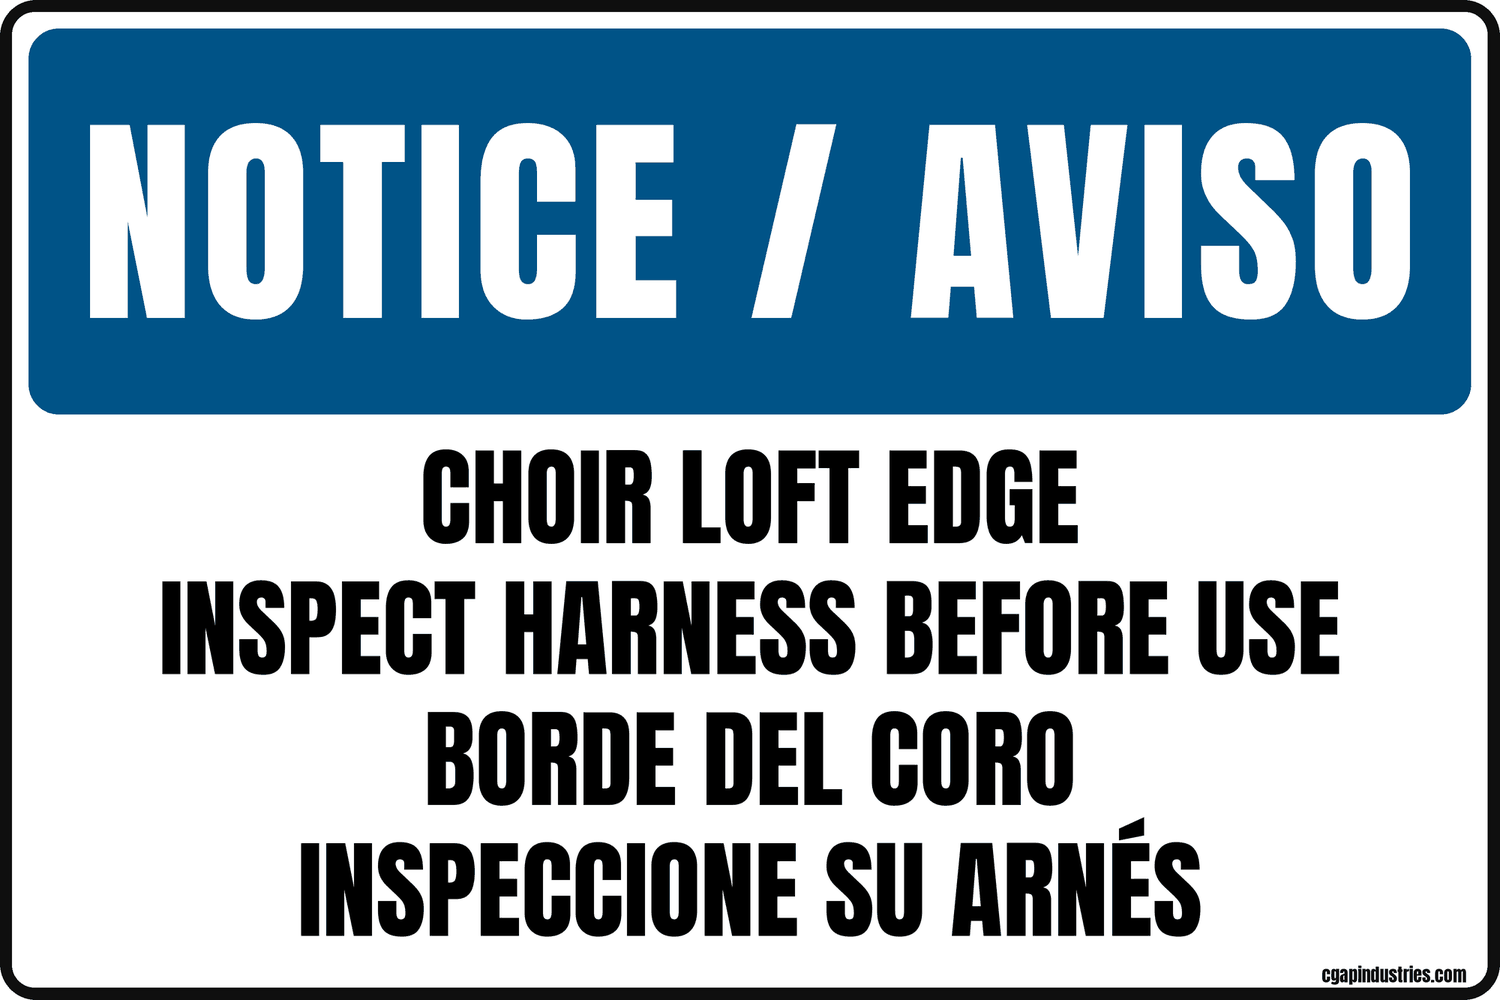 NOTICE / AVISO
CHOIR LOFT EDGE
INSPECT HARNESS BEFORE USE
BORDE DEL CORO
INSPECCIONE SU ARNÉS
cgapindustries.com